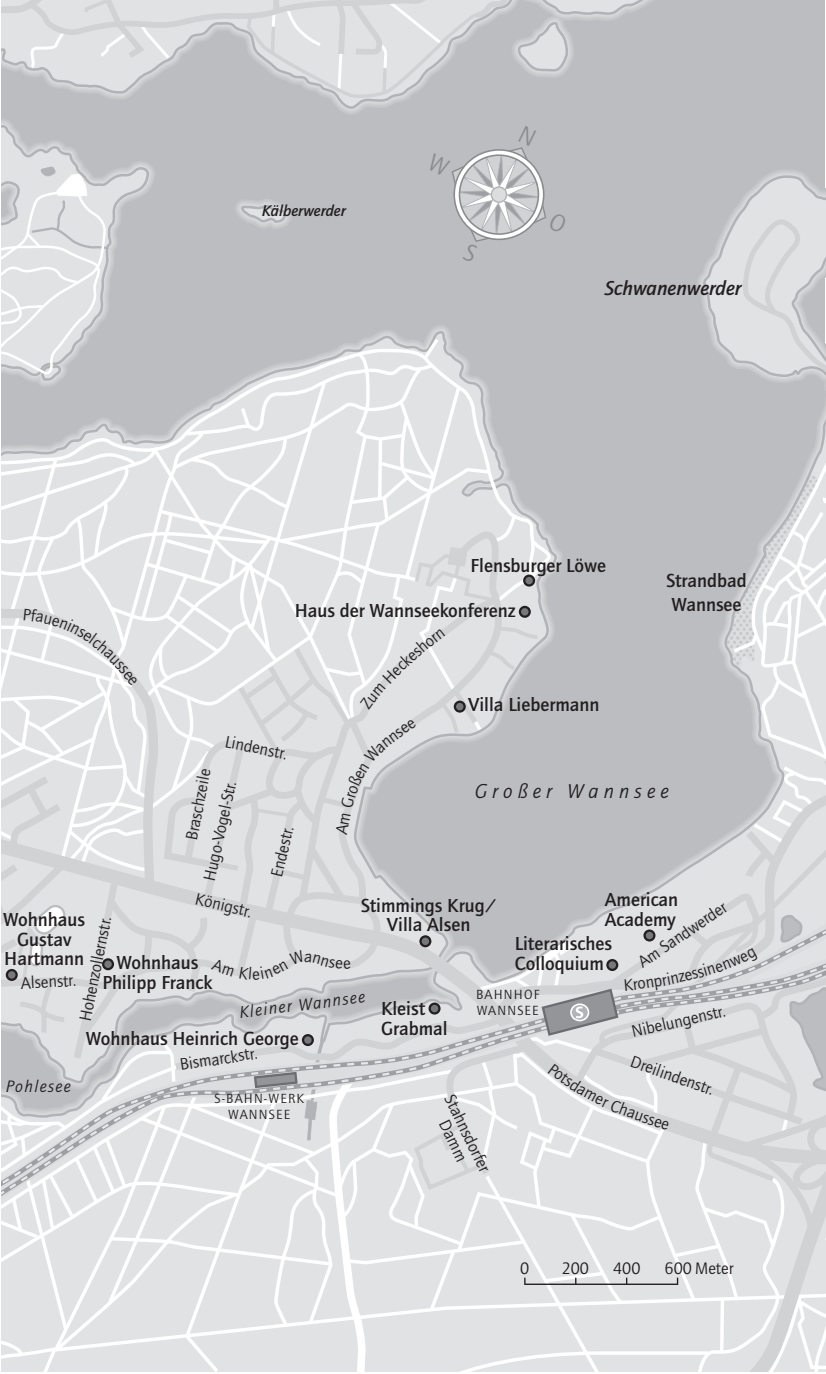 N
W
O
S
Kälberwerder
Schwanenwerder
Flensburger Löwe
Strandbad
Wannsee
Haus der Wannseekonferenz
Pfaueninselchaussee
Zum Heckeshorn
Villa Liebermann
Lindenstr.
Am Großen Wannsee
Großer Wannsee
Braschzeile
Hugo-Vogel-Str.
Endestr.
Königstr.
Stimmings Krug/
Villa Alsen
American
Academy
Wohnhaus
Gustav
Hartmann
Alsenstr.
Hohenzollernstr.
Wohnhaus
Philipp Franck
Am Kleinen Wannsee
Literarisches
Colloquium
Am Sandwerder
Kronprinzessinenweg
Kleiner Wannsee
Kleist
Grabmal
BAHNHOF
WANNSEE
S
Nibelungenstr.
Wohnhaus Heinrich George
Bismarckstr.
Pohlesee
S-BAHN-WERK
WANNSEE
Dreilindenstr.
Potsdamer Chaussee
Stahnsdorfer
Damm
0 200 400 600 Meter